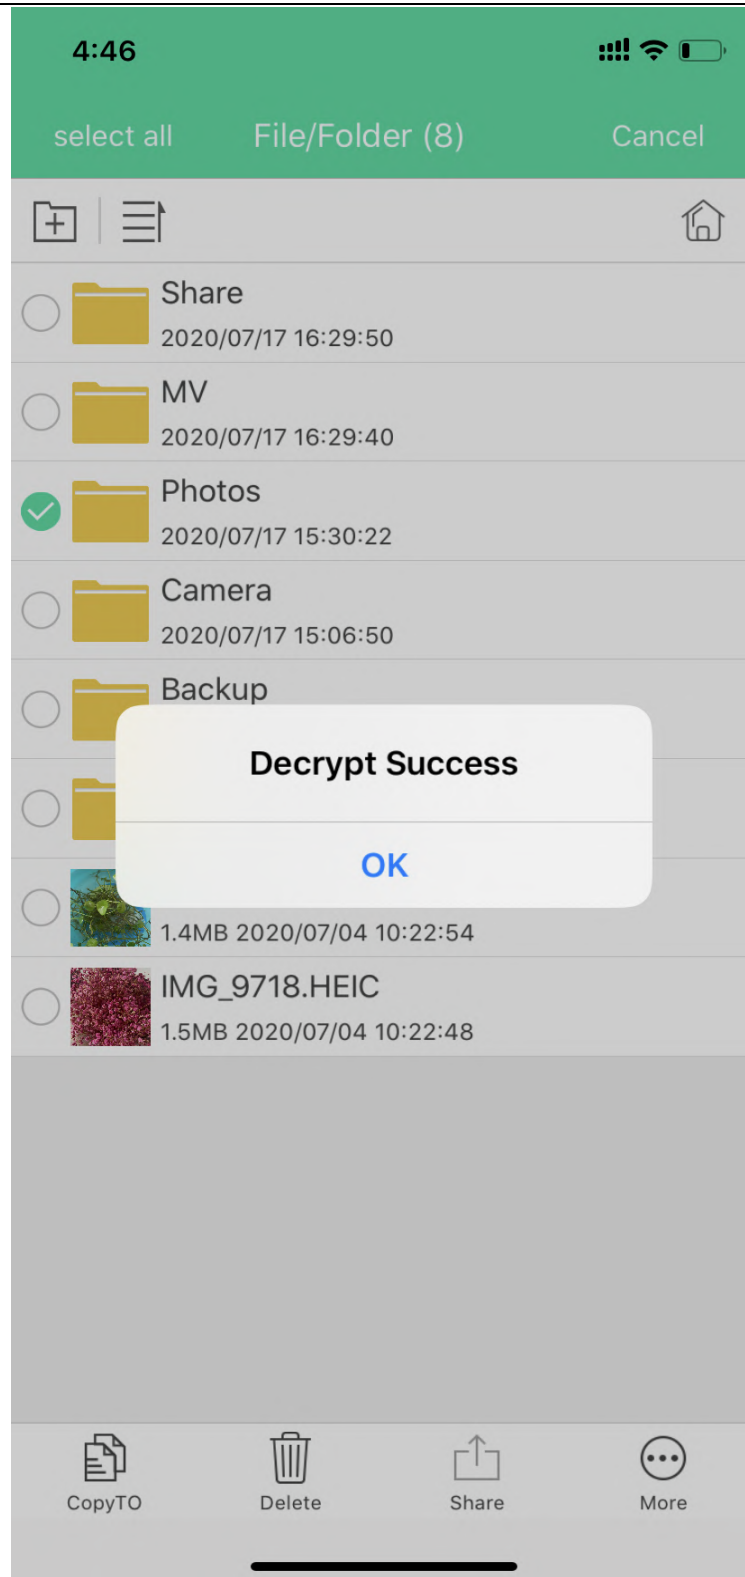 4:46
select all File/Folder (8) Cancel
Share
2020/07/17 16:29:50
MV
2020/07/17 16:29:40
Photos
2020/07/17 15:30:22
Camera
2020/07/17 15:06:50
Backup
Decrypt Success
OK
1.4MB 2020/07/04 10:22:54
IMG_9718.HEIC
1.5MB 2020/07/04 10:22:48
CopyTO Delete Share More